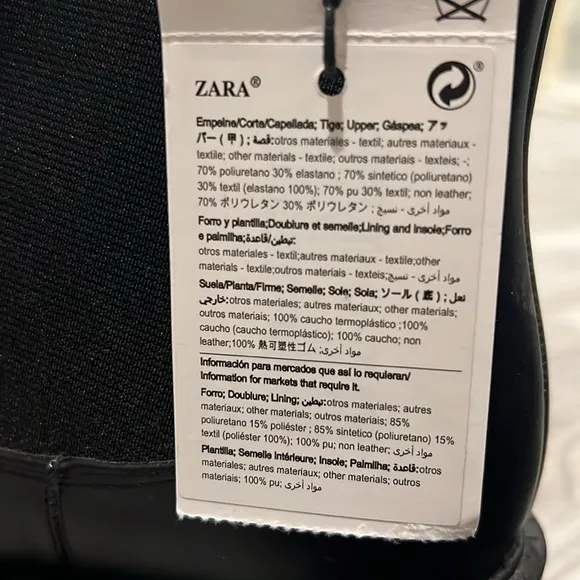 ZARA®
®
Empeine/Corte/Capellada; Tige; Upper; Gáspea; アッ
パー ( 甲 ) ; قصة;:otros materiales - textil; autres materiaux -
textile; other materials - textile; outros materiais - texteis; -;
70% poliuretano 30% elastano ; 70% sintetico (poliuretano)
30% textil (elastano 100%); 70% pu 30% textil; non leather;
70% ポリウレタン 30% ポリウレタン ; مواد أخرى - نسيج
Forro y plantilla;Doublure et semelle;Lining and Insole;Forro
e palmilha;تبطين/قاعدة:
otros materiales - textil;autres materiaux - textile;other
materials - textile;outros materiais - texteis;مواد أخرى - نسيج
Suela/Planta/Firme; Semelle; Sole; Sola; ソール ( 底 ) ; نعل
خارجي:otros materiales; autres materiaux; other materials;
outros materiais; 100% caucho termoplástico ;100%
caucho (caucho termoplástico); 100% caucho; non
leather;100% 熱可塑性ゴム ;مواد أخرى
Información para mercados que así lo requieran/
Information for markets that require it.
Forro; Doublure; Lining; تبطين:otros materiales; autres
materiaux; other materials; outros materiais; 85%
poliuretano 15% poliéster ; 85% sintetico (poliuretano) 15%
textil (poliéster 100%); 100% pu; non leather; مواد أخرى
Plantilla; Semelle intérieure; Insole; Palmilha; قاعدة:otros
materiales; autres materiaux; other materials; outros
materiais; 100% pu; مواد أخرى